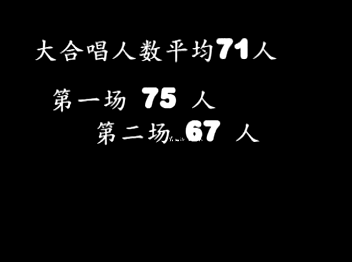 大合唱人数平均71人
第一场 75 人
第二场 67 人